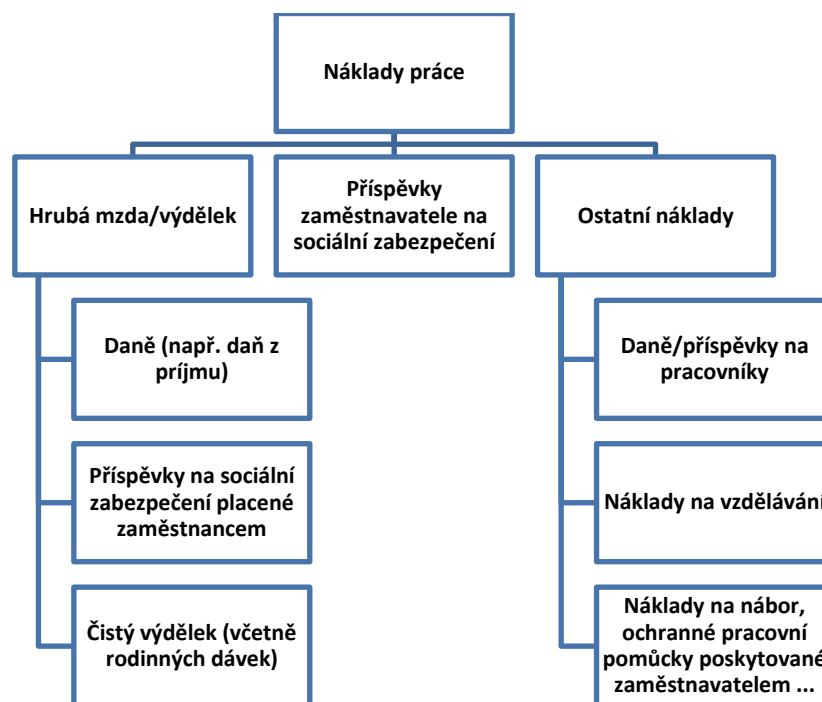 Náklady práce
Hrubá mzda/výdělek
Příspěvky
zaměstnavatele na
sociální zabezpečení
Ostatní náklady
Daně (např. daň z
príjmu)
Příspěvky na sociální
zabezpečení placené
zaměstnancem
Čistý výdělek (včetně
rodinných dávek)
Daně/příspěvky na
pracovníky
Náklady na vzdělávání
Náklady na nábor,
ochranné pracovní
pomůcky poskytované
zaměstnavatelem ...